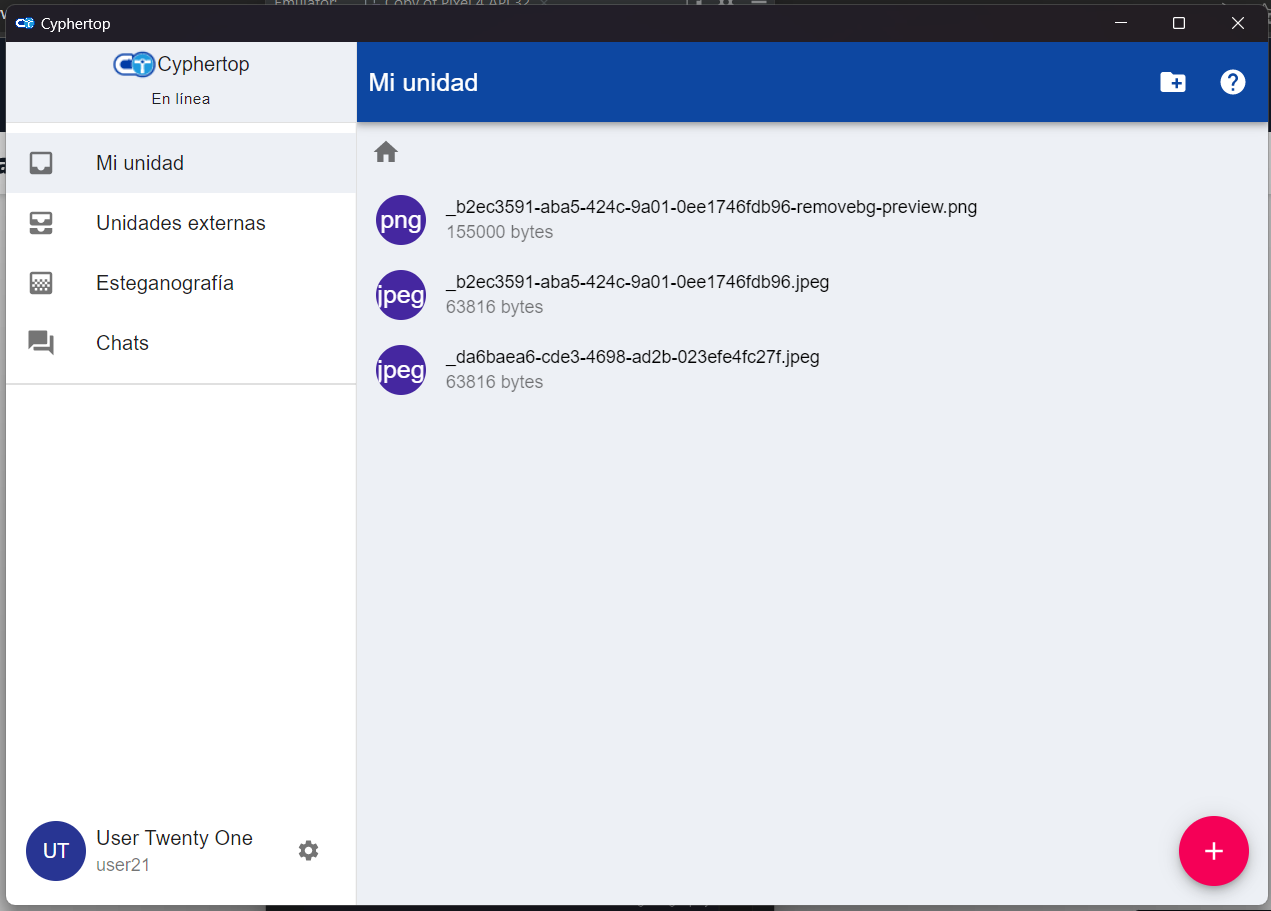 Cyphertop
Cyphertop
En línea
Mi unidad
Mi unidad
Unidades externas
Esteganografía
Chats
png
_b2ec3591-aba5-424c-9a01-0ee1746fdb96-removebg-preview.png
155000 bytes
jpeg
_b2ec3591-aba5-424c-9a01-0ee1746fdb96.jpeg
63816 bytes
jpeg
_da6baea6-cde3-4698-ad2b-023efe4fc27f.jpeg
63816 bytes
UT
User Twenty One
user21